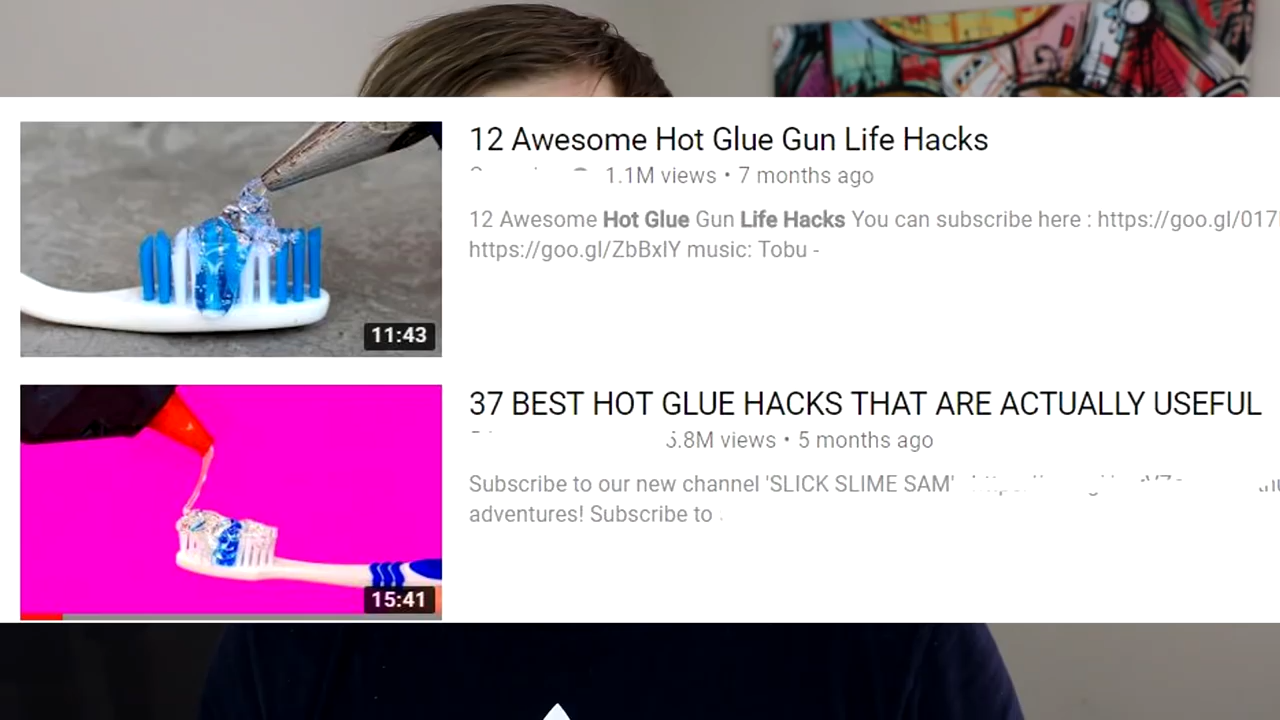 12 Awesome Hot Glue Gun Life Hacks
1.1M views • 7 months ago
12 Awesome Hot Glue Gun Life Hacks You can subscribe here : https://goo.gl/017
https://goo.gl/ZbBxIY music: Tobu -
11:43
37 BEST HOT GLUE HACKS THAT ARE ACTUALLY USEFUL
5.8M views • 5 months ago
Subscribe to our new channel 'SLICK SLIME SAM'
adventures! Subscribe to
15:41